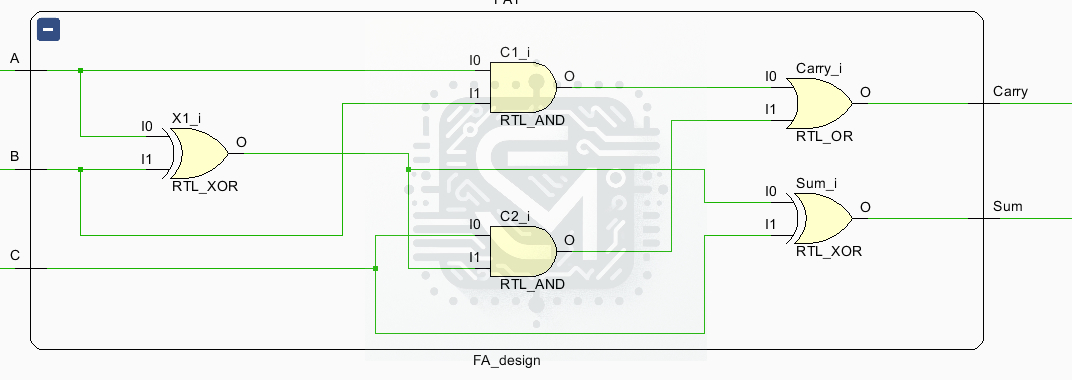 A
B
C
I0
I1
X1_i
O
RTL_XOR
I0
I1
C1_i
O
RTL_AND
I0
I1
C2_i
O
RTL_AND
I0
I1
Carry_i
O
RTL_OR
I0
I1
Sum_i
O
RTL_XOR
Carry
Sum
FA_design